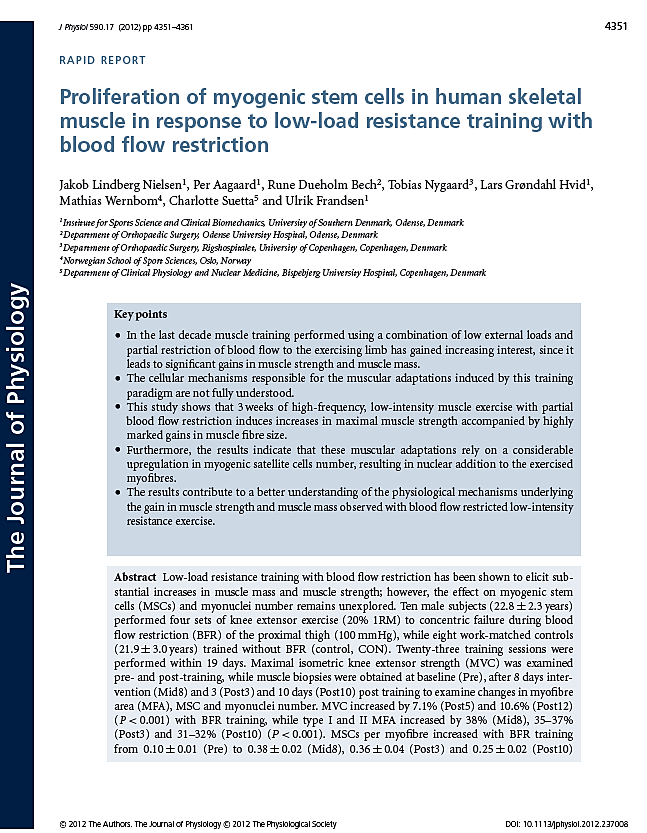 J Physiol 590.17 (2012) pp 4351–4361
4351
RAPID REPORT
Proliferation of myogenic stem cells in human skeletal
muscle in response to low-load resistance training with
blood flow restriction
Jakob Lindberg Nielsen1, Per Aagaard1, Rune Dueholm Bech2, Tobias Nygaard3, Lars Grøndahl Hvid1,
Mathias Wernbom4, Charlotte Suetta5 and Ulrik Frandsen1
1Institute for Sports Science and Clinical Biomechanics, University of Southern Denmark, Odense, Denmark
2Department of Orthopaedic Surgery, Odense University Hospital, Odense, Denmark
3Department of Orthopaedic Surgery, Rigshospitalet, University of Copenhagen, Copenhagen, Denmark
4Norwegian School of Sport Sciences, Oslo, Norway
5Department of Clinical Physiology and Nuclear Medicine, Bispebjerg University Hospital, Copenhagen, Denmark
The Journal of Physiology
Key points
• In the last decade muscle training performed using a combination of low external loads and
partial restriction of blood flow to the exercising limb has gained increasing interest, since it
leads to significant gains in muscle strength and muscle mass.
• The cellular mechanisms responsible for the muscular adaptations induced by this training
paradigm are not fully understood.
• This study shows that 3 weeks of high-frequency, low-intensity muscle exercise with partial
blood flow restriction induces increases in maximal muscle strength accompanied by highly
marked gains in muscle fibre size.
• Furthermore, the results indicate that these muscular adaptations rely on a considerable
upregulation in myogenic satellite cells number, resulting in nuclear addition to the exercised
myofibres.
• The results contribute to a better understanding of the physiological mechanisms underlying
the gain in muscle strength and muscle mass observed with blood flow restricted low-intensity
resistance exercise.
Abstract Low-load resistance training with blood flow restriction has been shown to elicit sub-
stantial increases in muscle mass and muscle strength; however, the effect on myogenic stem
cells (MSCs) and myonuclei number remains unexplored. Ten male subjects (22.8 ± 2.3 years)
performed four sets of knee extensor exercise (20% 1RM) to concentric failure during blood
flow restriction (BFR) of the proximal thigh (100 mmHg), while eight work-matched controls
(21.9 ± 3.0 years) trained without BFR (control, CON). Twenty-three training sessions were
performed within 19 days. Maximal isometric knee extensor strength (MVC) was examined
pre- and post-training, while muscle biopsies were obtained at baseline (Pre), after 8 days inter-
vention (Mid8) and 3 (Post3) and 10 days (Post10) post training to examine changes in myofibre
area (MFA), MSC and myonuclei number. MVC increased by 7.1% (Post5) and 10.6% (Post12)
(P < 0.001) with BFR training, while type I and II MFA increased by 38% (Mid8), 35–37%
(Post3) and 31–32% (Post10) (P < 0.001). MSCs per myofibre increased with BFR training
from 0.10 ± 0.01 (Pre) to 0.38 ± 0.02 (Mid8), 0.36 ± 0.04 (Post3) and 0.25 ± 0.02 (Post10)
© 2012 The Authors. The Journal of Physiology © 2012 The Physiological Society
DOI: 10.1113/jphysiol.2012.237008